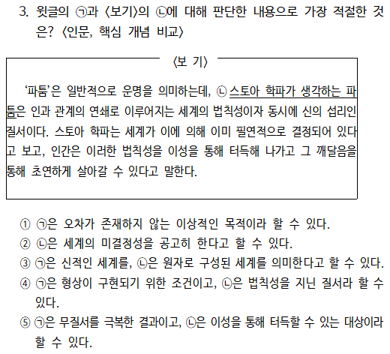 3. 윗글의 ㉠과 <보기>의 ㉡에 대해 판단한 내용으로 가장 적절한 것
은? <인문, 핵심 개념 비교>
<보 기>
‘파툼’은 일반적으로 운명을 의미하는데, ㉡스토아 학파가 생각하는 파
툼은 인과 관계의 연쇄로 이루어지는 세계의 법칙성이자 동시에 신의 섭리인
질서이다. 스토아 학파는 세계가 이에 의해 이미 필연적으로 결정되어 있다
고 보고, 인간은 이러한 법칙성을 이성을 통해 터득해 나가고 그 깨달음을
통해 초연하게 살아갈 수 있다고 말한다.
① ㉠은 오차가 존재하지 않는 이상적인 목적이라 할 수 있다.
② ㉡은 세계의 미결정성을 공고히 한다고 할 수 있다.
③ ㉠은 신적인 세계를, ㉡은 원자로 구성된 세계를 의미한다고 할 수 있다.
④ ㉠은 형상이 구현되기 위한 조건이고, ㉡은 법칙성을 지닌 질서라 할 수
있다.
⑤ ㉠은 무질서를 극복한 결과이고, ㉡은 이성을 통해 터득할 수 있는 대상이라
할 수 있다.